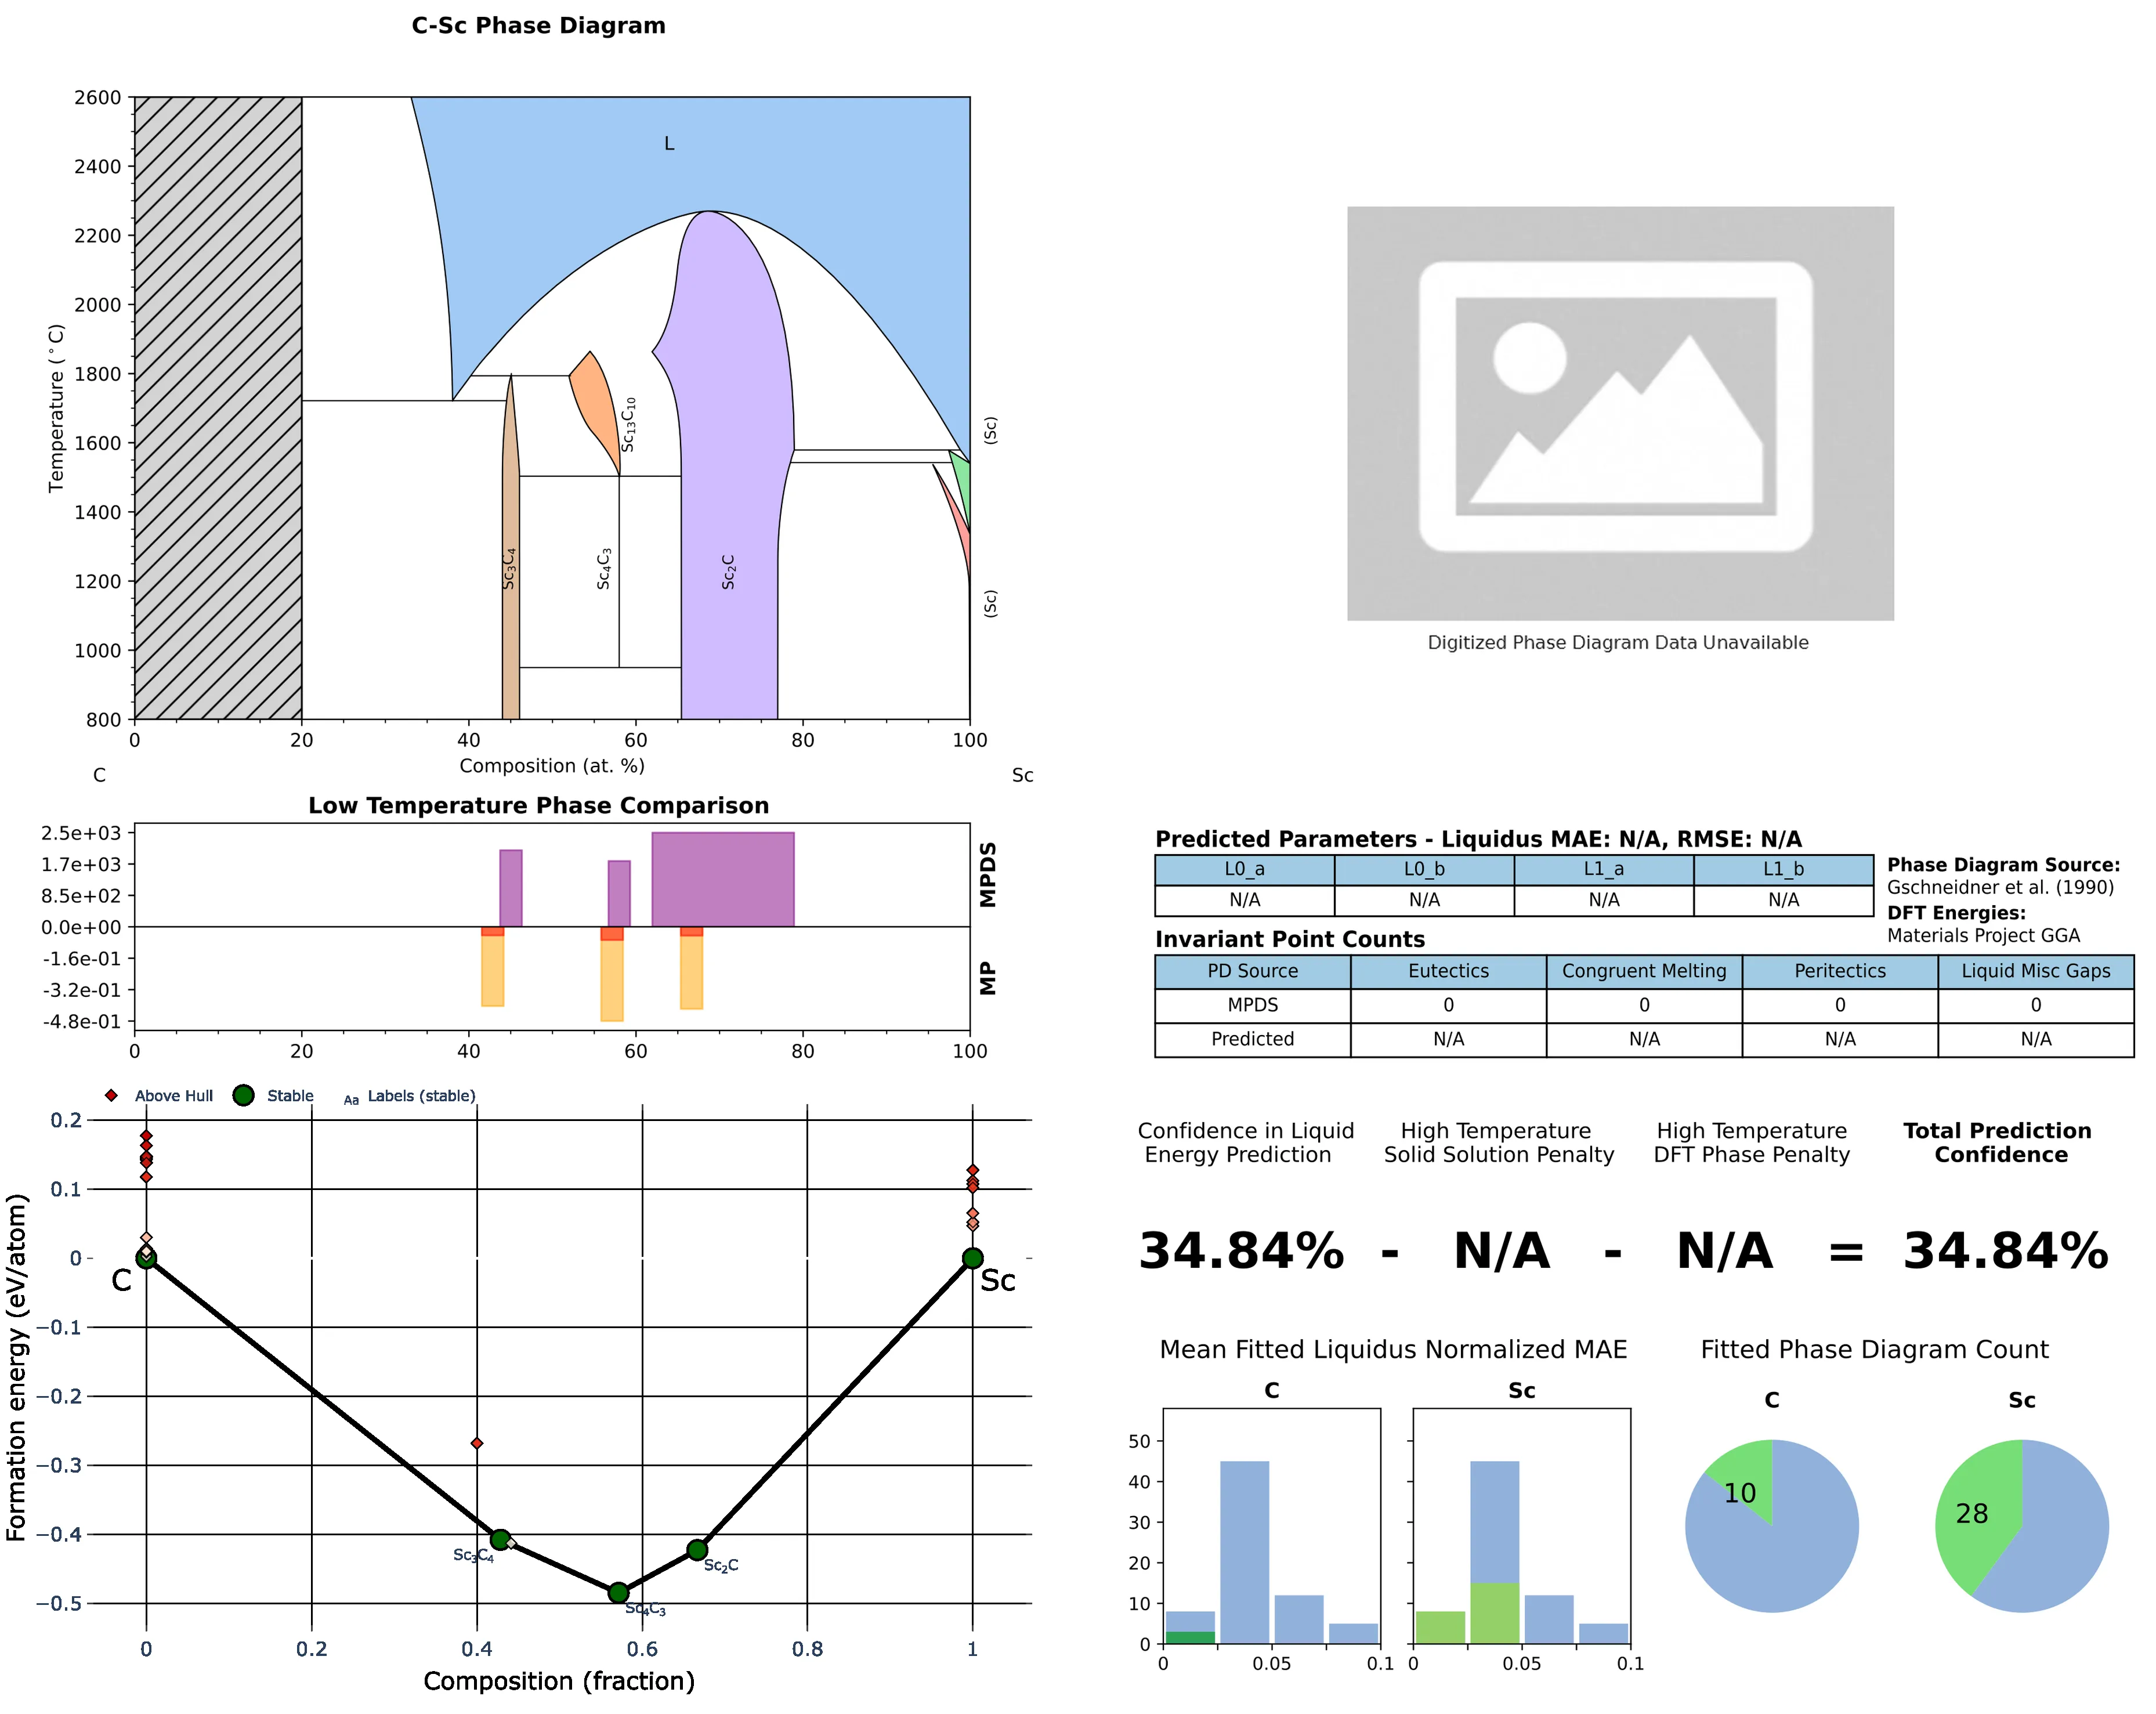 C-Sc Phase Diagram
2600
2400
2200
2000
1800
1600
1400
1200
1000
800
Temperature (°C)
L
Sc3C4
Sc4C3
Sc13C10
Sc2C
(Sc)
(Sc)
0 20 40 60 80 100
Composition (at. %)
C Sc
Digitized Phase Diagram Data Unavailable
Low Temperature Phase Comparison
2.5e+03
1.7e+03
8.5e+02
0.0e+00
-1.6e-01
-3.2e-01
-4.8e-01
MPDS
MP
0 20 40 60 80 100
Predicted Parameters - Liquidus MAE: N/A, RMSE: N/A
L0_a L0_b L1_a L1_b
N/A N/A N/A N/A
Phase Diagram Source:
Gschneidner et al. (1990)
DFT Energies:
Materials Project GGA
Invariant Point Counts
PD Source Eutectics Congruent Melting Peritectics Liquid Misc Gaps
MPDS 0 0 0 0
Predicted N/A N/A N/A N/A
Above Hull Stable Aa Labels (stable)
0.2
0.1
0
−0.1
−0.2
−0.3
−0.4
−0.5
Formation energy (eV/atom)
C
Sc
Sc3C4
Sc4C3
Sc2C
0 0.2 0.4 0.6 0.8 1
Composition (fraction)
Confidence in Liquid
Energy Prediction
High Temperature
Solid Solution Penalty
High Temperature
DFT Phase Penalty
Total Prediction
Confidence
34.84% - N/A - N/A = 34.84%
Mean Fitted Liquidus Normalized MAE
C Sc
50
40
30
20
10
0
0 0.05 0.1 0 0.05 0.1
Fitted Phase Diagram Count
C Sc
10 28